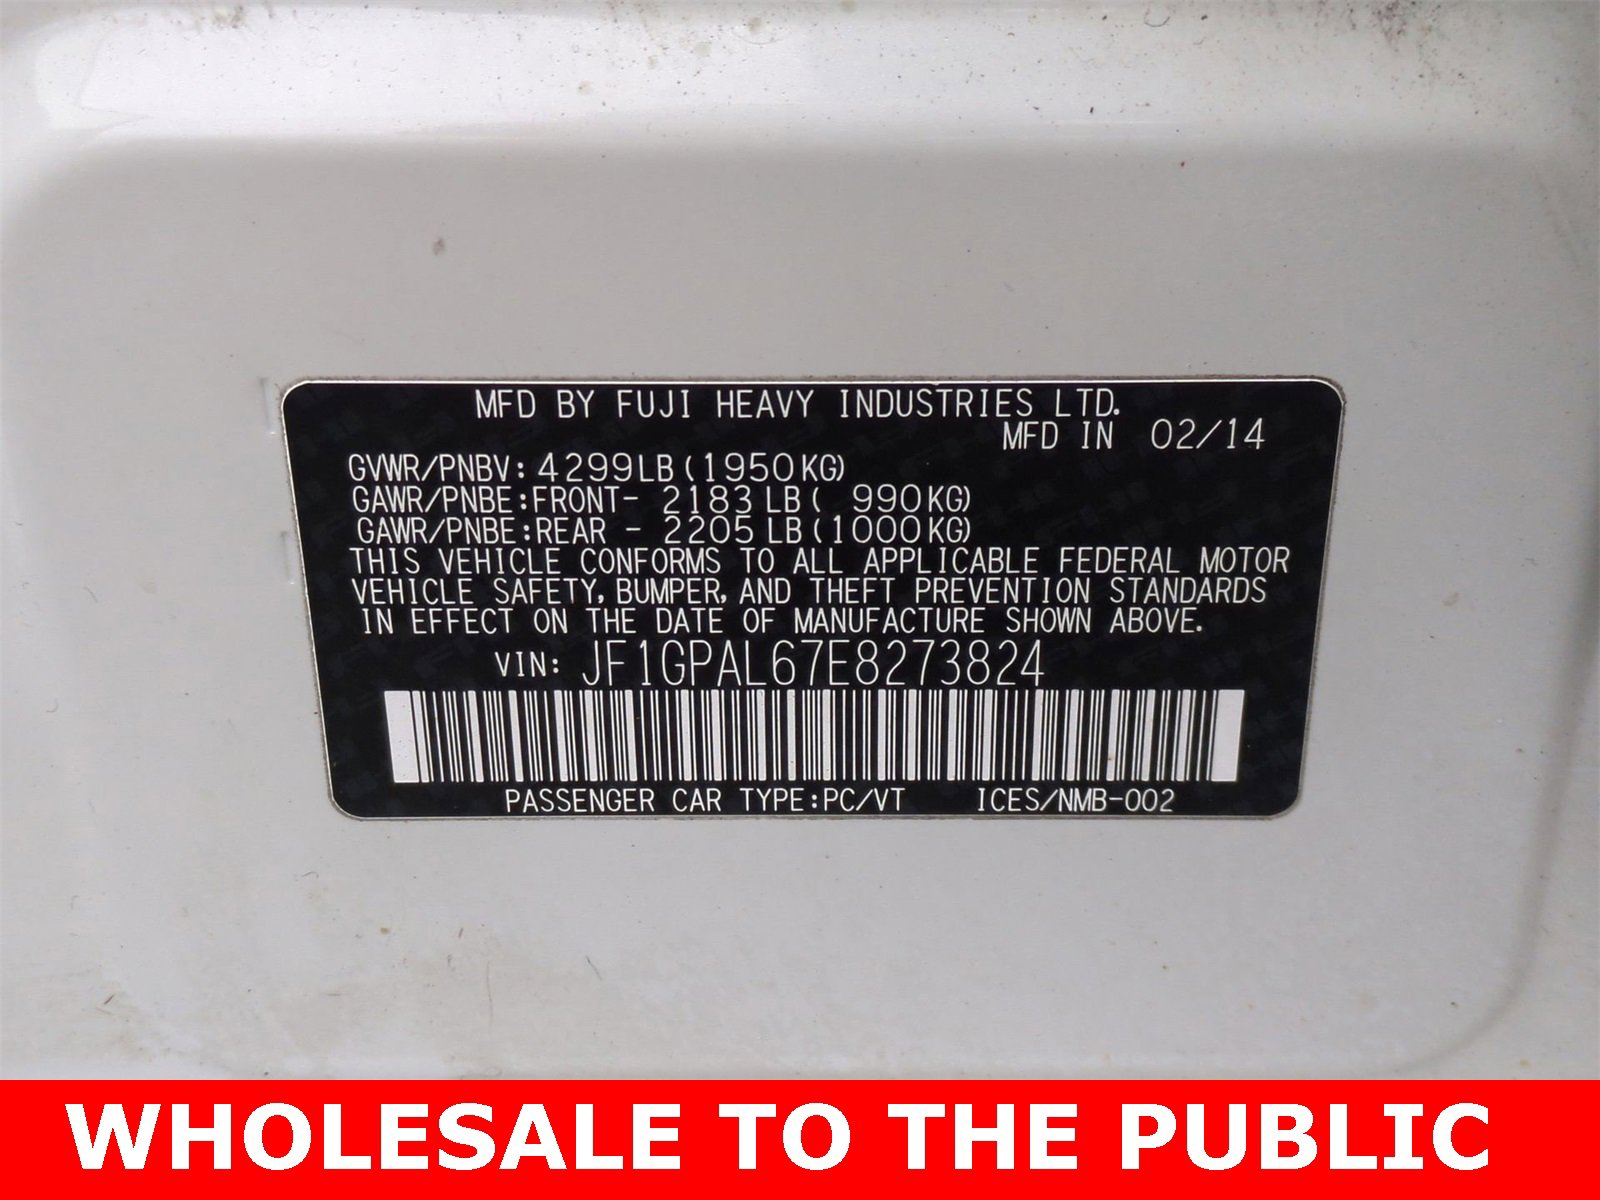 MFD BY FUJI HEAVY INDUSTRIES LTD.
MFD IN 02/14
GVWR/PNBV: 4299LB (1950KG)
GAWR/PNBE:FRONT- 2183 LB ( 990KG)
GAWR/PNBE:REAR - 2205 LB (1000KG)
THIS VEHICLE CONFORMS TO ALL APPLICABLE FEDERAL MOTOR
VEHICLE SAFETY, BUMPER, AND THEFT PREVENTION STANDARDS
IN EFFECT ON THE DATE OF MANUFACTURE SHOWN ABOVE.
VIN: JF1GPAL67E8273824
PASSENGER CAR TYPE:PC/VT ICES/NMB-002
WHOLESALE TO THE PUBLIC